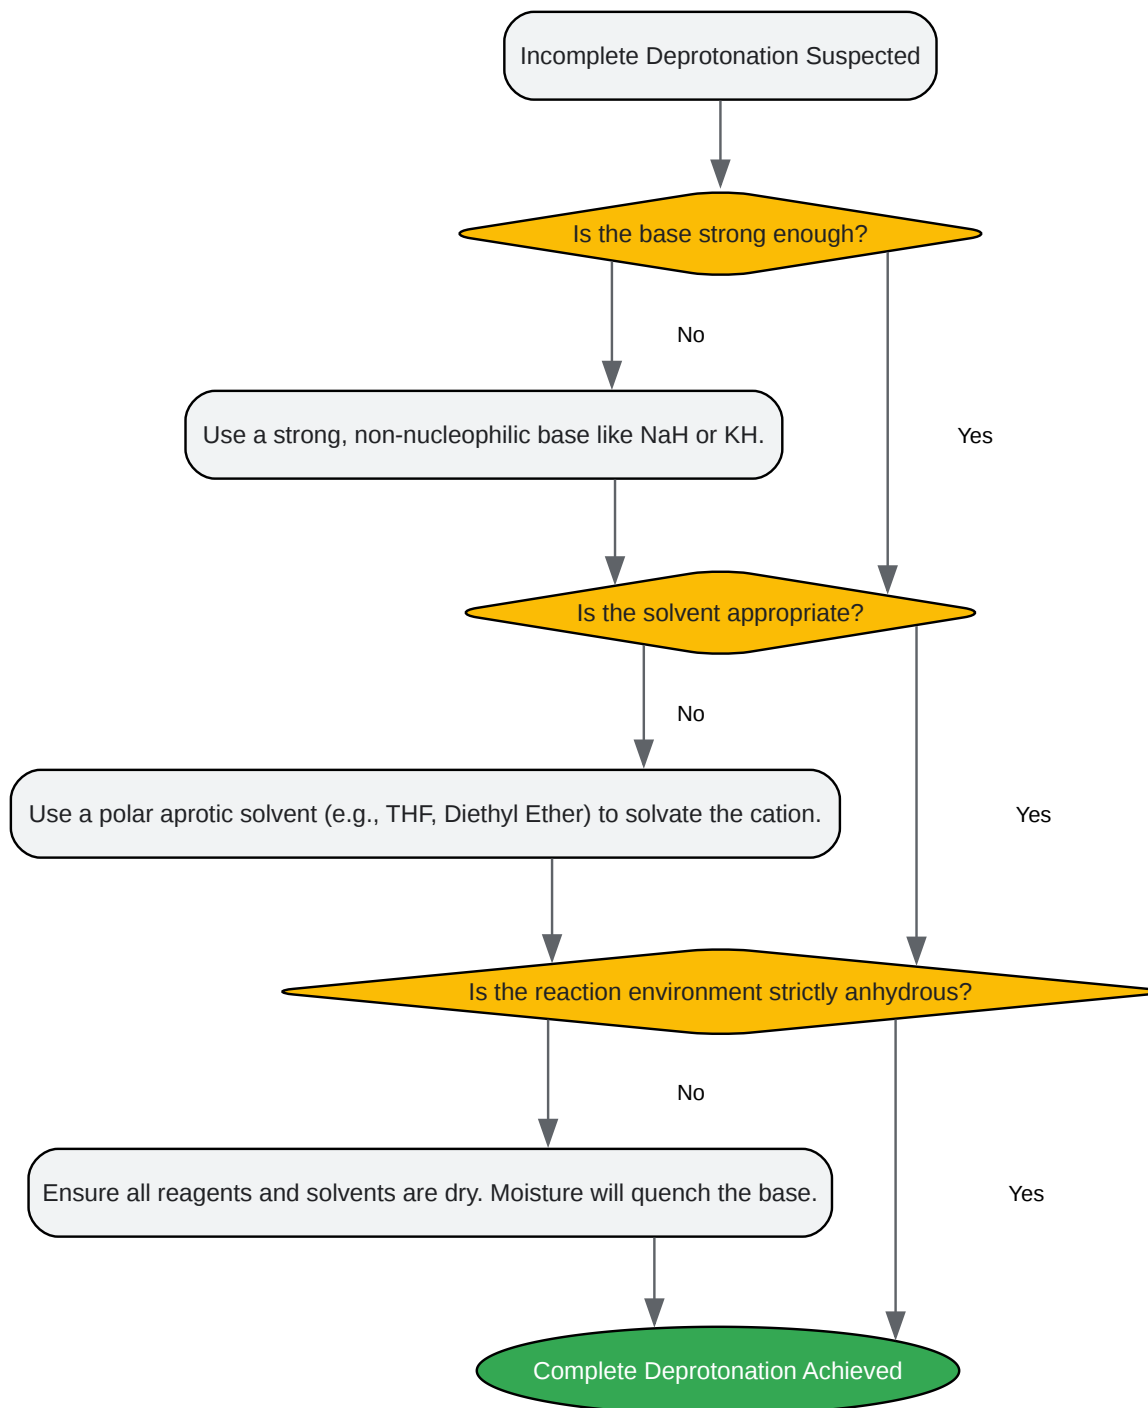 Incomplete Deprotonation Suspected
Is the base strong enough?
No
Use a strong, non-nucleophilic base like NaH or KH.
Yes
Is the solvent appropriate?
No
Use a polar aprotic solvent (e.g., THF, Diethyl Ether) to solvate the cation.
Yes
Is the reaction environment strictly anhydrous?
No
Ensure all reagents and solvents are dry. Moisture will quench the base.
Yes
Complete Deprotonation Achieved